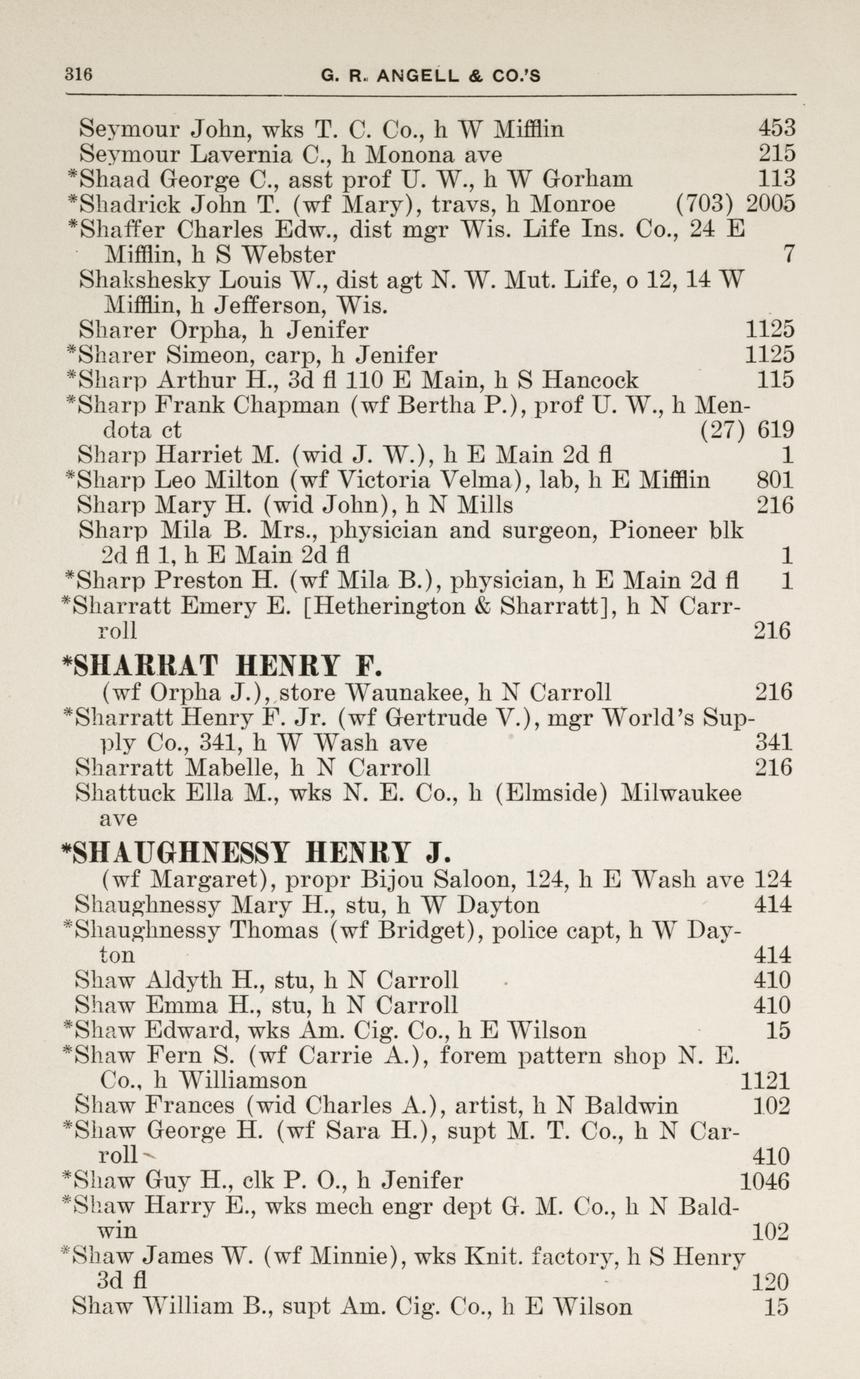 316 G. R. ANGELL & CO.'S
Seymour John, wks T. C. Co., h W Mifflin 453
Seymour Lavernia C., h Monona ave 215
*Shaad George C., asst prof U. W., h W Gorham 113
*Shadrick John T. (wf Mary), travs, h Monroe (703) 2005
*Shaffer Charles Edw., dist mgr Wis. Life Ins. Co., 24 E
Mifflin, h S Webster 7
Shakshesky Louis W., dist agt N. W. Mut. Life, o 12, 14 W
Mifflin, h Jefferson, Wis.
Sharer Orpha, h Jenifer 1125
*Sharer Simeon, carp, h Jenifer 1125
*Sharp Arthur H., 3d fl 110 E Main, h S Hancock 115
*Sharp Frank Chapman (wf Bertha P.), prof U. W., h Men-
dota ct (27) 619
Sharp Harriet M. (wid J. W.), h E Main 2d fl 1
*Sharp Leo Milton (wf Victoria Velma), lab, h E Mifflin 801
Sharp Mary H. (wid John), h N Mills 216
Sharp Mila B. Mrs., physician and surgeon, Pioneer blk
2d fl 1, h E Main 2d fl 1
*Sharp Preston H. (wf Mila B.), physician, h E Main 2d fl 1
*Sharratt Emery E. [Hetherington & Sharratt], h N Carr-
roll 216
*SHARRAT HENRY F.
(wf Orpha J.), store Waunakee, h N Carroll 216
*Sharratt Henry F. Jr. (wf Gertrude V.), mgr World's Sup-
ply Co., 341, h W Wash ave 341
Sharratt Mabelle, h N Carroll 216
Shattuck Ella M., wks N. E. Co., h (Elmside) Milwaukee
ave
*SHAUGHNESSY HENRY J.
(wf Margaret), propr Bijou Saloon, 124, h E Wash ave 124
Shaughnessy Mary H., stu, h W Dayton 414
*Shaughnessy Thomas (wf Bridget), police capt, h W Day-
ton 414
Shaw Aldyth H., stu, h N Carroll 410
Shaw Emma H., stu, h N Carroll 410
*Shaw Edward, wks Am. Cig. Co., h E Wilson 15
*Shaw Fern S. (wf Carrie A.), forem pattern shop N. E.
Co., h Williamson 1121
Shaw Frances (wid Charles A.), artist, h N Baldwin 102
*Shaw George H. (wf Sara H.), supt M. T. Co., h N Car-
roll 410
*Shaw Guy H., clk P. O., h Jenifer 1046
*Shaw Harry E., wks mech engr dept G. M. Co., h N Bald-
win 102
*Shaw James W. (wf Minnie), wks Knit. factory, h S Henry
3d fl 120
Shaw William B., supt Am. Cig. Co., h E Wilson 15